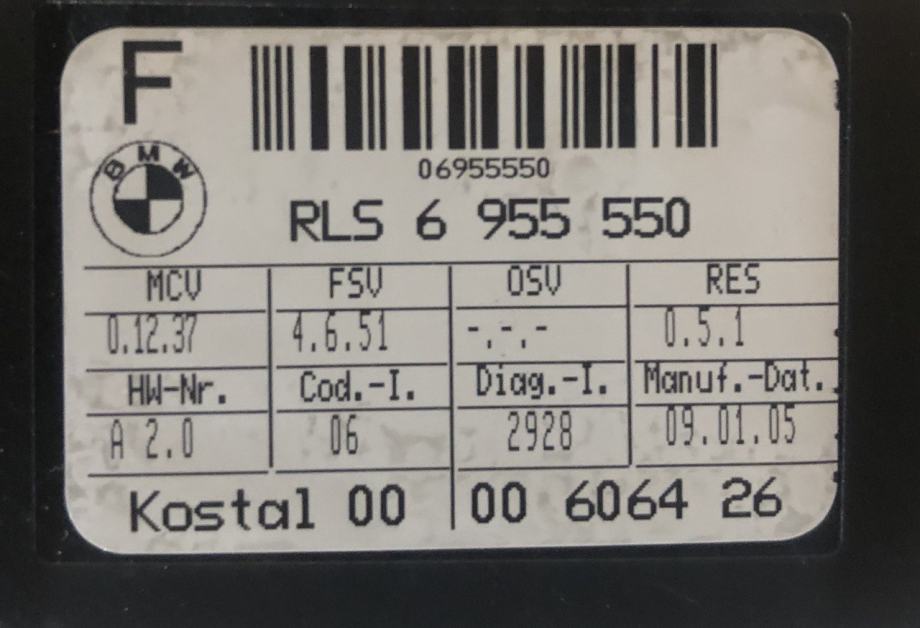 F
BMW
06955550
RLS 6 955 550
MCV FSV OSV RES
0.12.37 4.6.51 -.-.- 0.5.1
HW-Nr. Cod.-I. Diag.-I. Manuf.-Dat.
A 2.0 06 2928 09.01.05
Kostal 00 00 6064 26